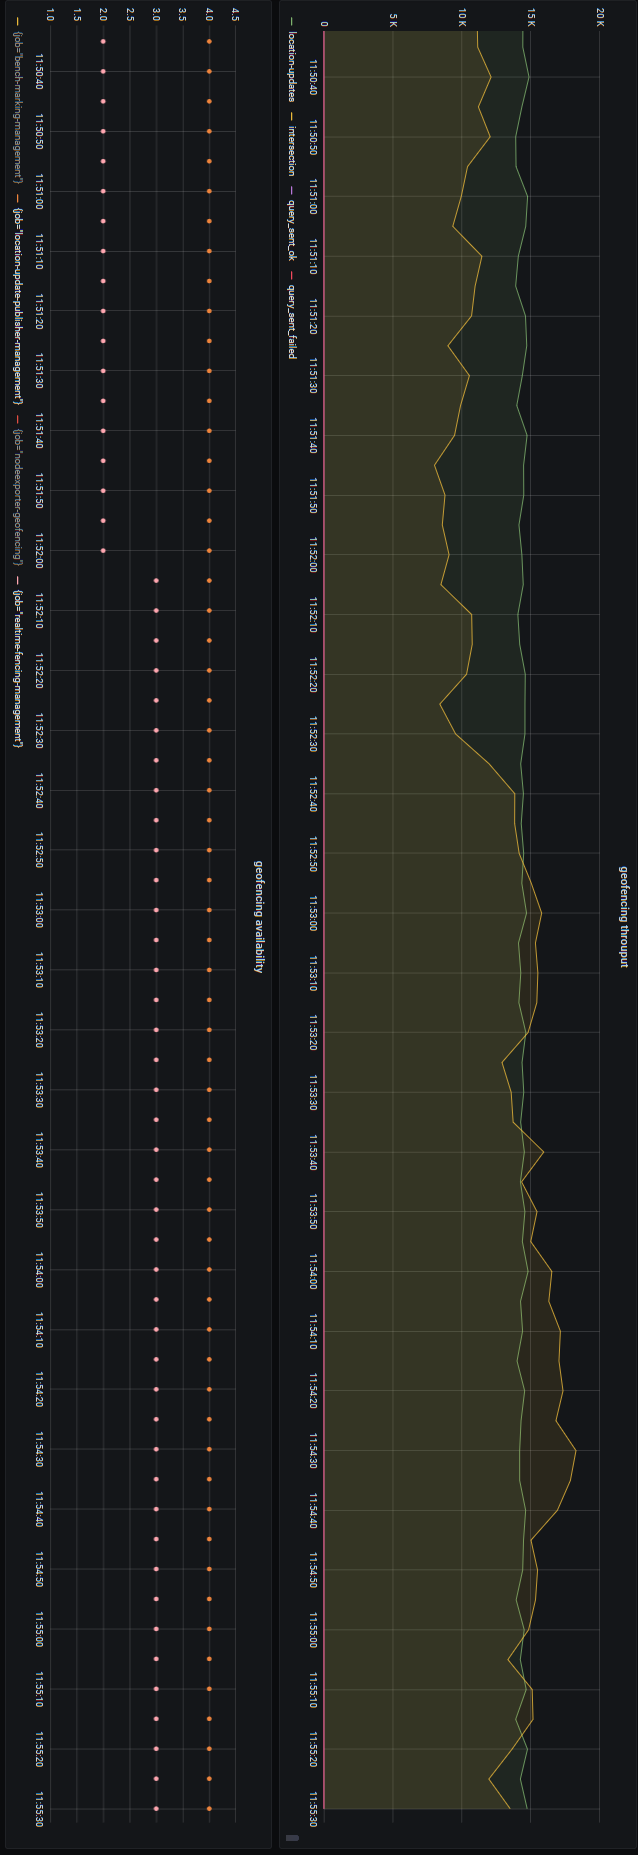 geofencing throuput
20 K
15 K
10 K
5 K
0
11:50:40 11:50:50 11:51:00 11:51:10 11:51:20 11:51:30 11:51:40 11:51:50 11:52:00 11:52:10 11:52:20 11:52:30 11:52:40 11:52:50 11:53:00 11:53:10 11:53:20 11:53:30 11:53:40 11:53:50 11:54:00 11:54:10 11:54:20 11:54:30 11:54:40 11:54:50 11:55:00 11:55:10 11:55:20 11:55:30
location-updates intersection query_sent_ok query_sent_failed
geofencing availability
4.5
4.0
3.5
3.0
2.5
2.0
1.5
1.0
11:50:40 11:50:50 11:51:00 11:51:10 11:51:20 11:51:30 11:51:40 11:51:50 11:52:00 11:52:10 11:52:20 11:52:30 11:52:40 11:52:50 11:53:00 11:53:10 11:53:20 11:53:30 11:53:40 11:53:50 11:54:00 11:54:10 11:54:20 11:54:30 11:54:40 11:54:50 11:55:00 11:55:10 11:55:20 11:55:30
{job="bench-marking-management"} {job="location-update-publisher-management"} {job="nodeexporter-geofencing"} {job="realtime-fencing-management"}